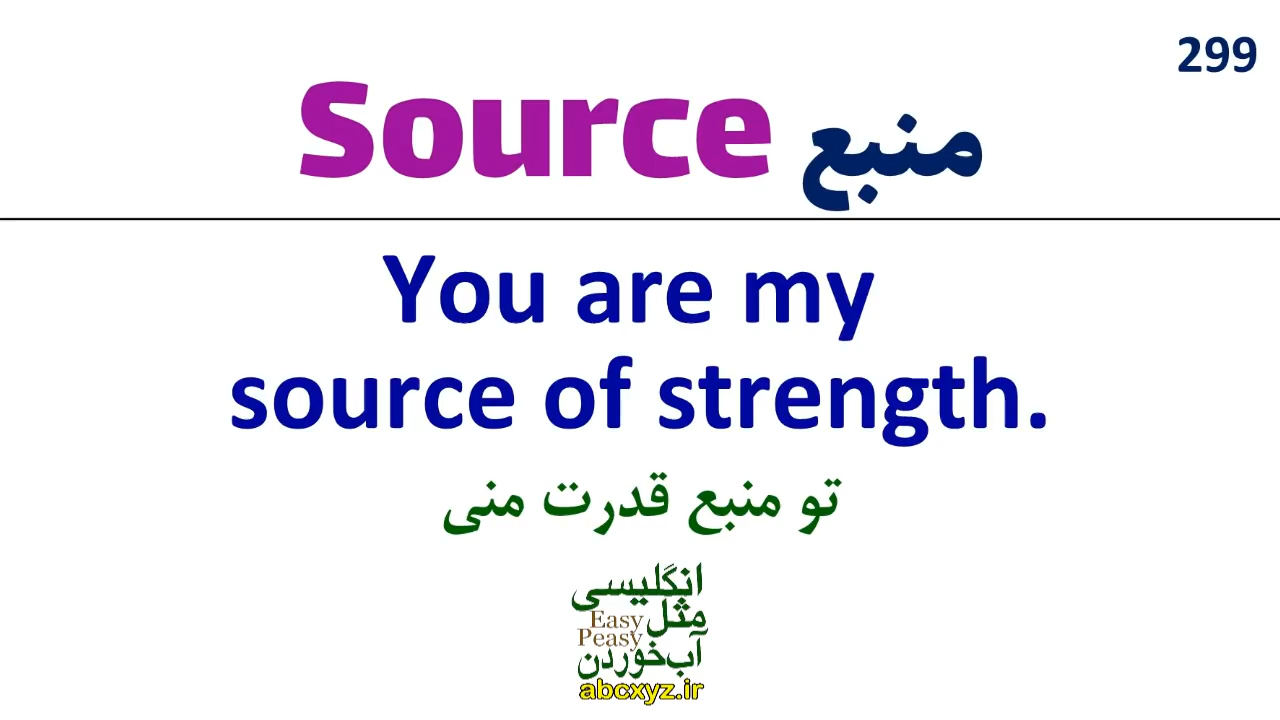 299
Source منبع
You are my
source of strength.
تو منبع قدرت منی
انگلیسی
مثل Easy
Peasy
آب‌خوردن
abcxyz.ir